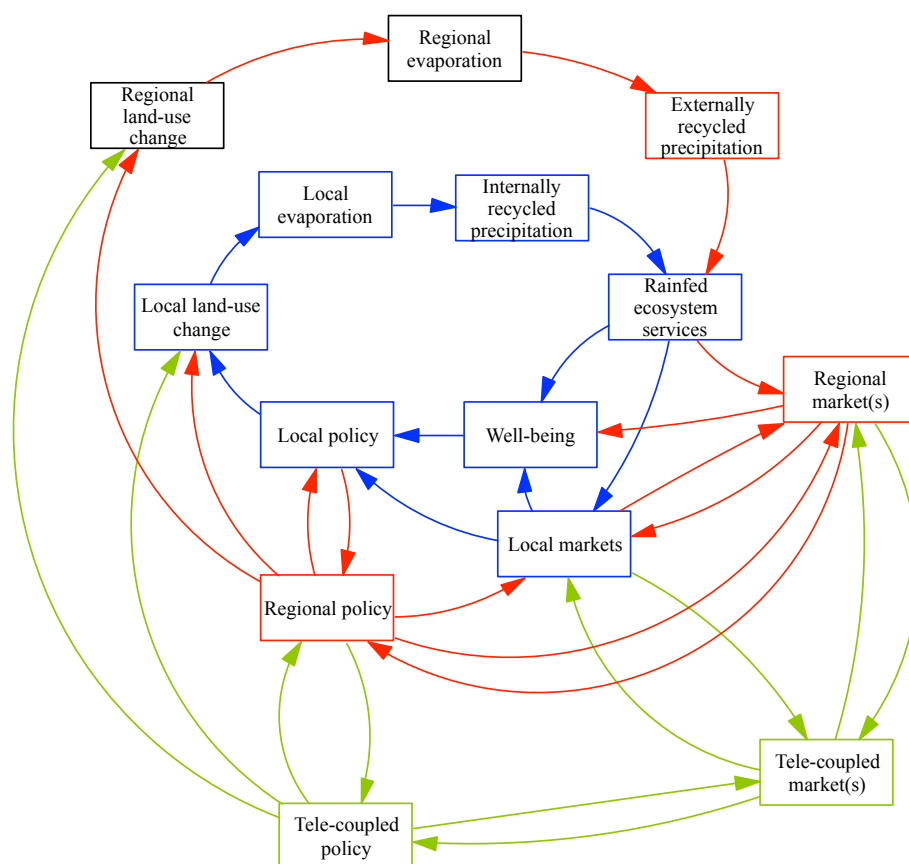 Regional
evaporation
Regional
land-use
change
Externally
recycled
precipitation
Local
evaporation
Internally
recycled
precipitation
Local land-use
change
Rainfed
ecosystem
services
Regional
market(s)
Local policy
Well-being
Local markets
Regional policy
Tele-coupled
market(s)
Tele-coupled
policy